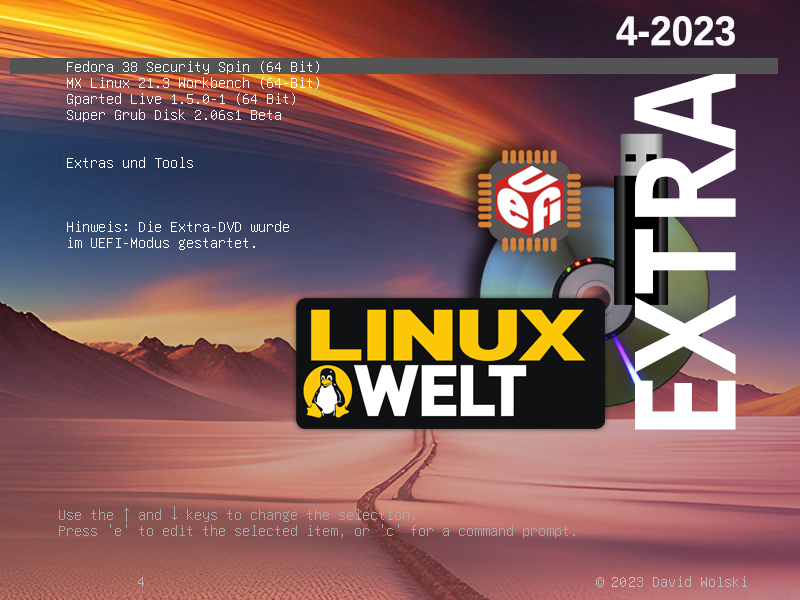 4-2023
Fedora 38 Security Spin (64 Bit)
MX Linux 21.3 Workbench (64-Bit)
Gparted Live 1.5.0-1 (64 Bit)
Super Grub Disk 2.06s1 Beta
Extras und Tools
Hinweis: Die Extra-DVD wurde
im UEFI-Modus gestartet.
uefi
EXTRA
LINUX
WELT
Use the ↑ and ↓ keys to change the selection.
Press 'e' to edit the selected item, or 'c' for a command prompt.
4
© 2023 David Wolski